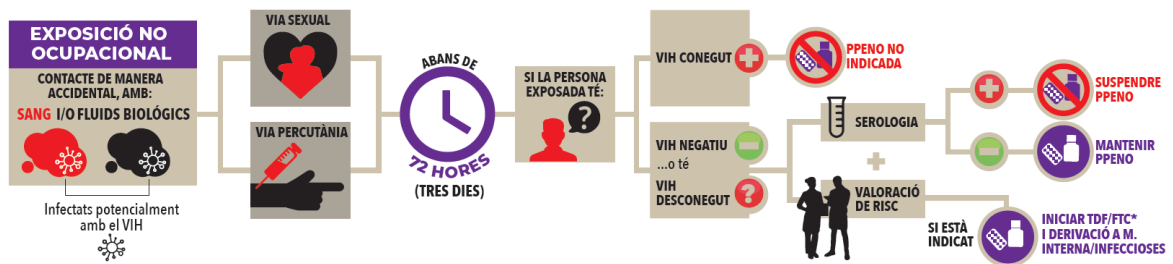 EXPOSICIÓ NO
OCUPACIONAL
CONTACTE DE MANERA
ACCIDENTAL, AMB:
SANG I/O FLUIDS BIOLÒGICS
Infectats potencialment
amb el VIH
VIA SEXUAL
VIA PERCUTÀNIA
ABANS DE
72 HORES
(TRES DIES)
SI LA PERSONA
EXPOSADA TÉ:
?
VIH CONEGUT
PPENO NO
INDICADA
VIH NEGATIU
...o té
VIH
DESCONEGUT
?
SEROLOGIA
SUSPENDRE
PPENO
MANTENIR
PPENO
VALORACIÓ
DE RISC
SI ESTÀ
INDICAT
INICIAR TDF/FTC*
I DERIVACIÓ A M.
INTERNA/INFECCIOSES